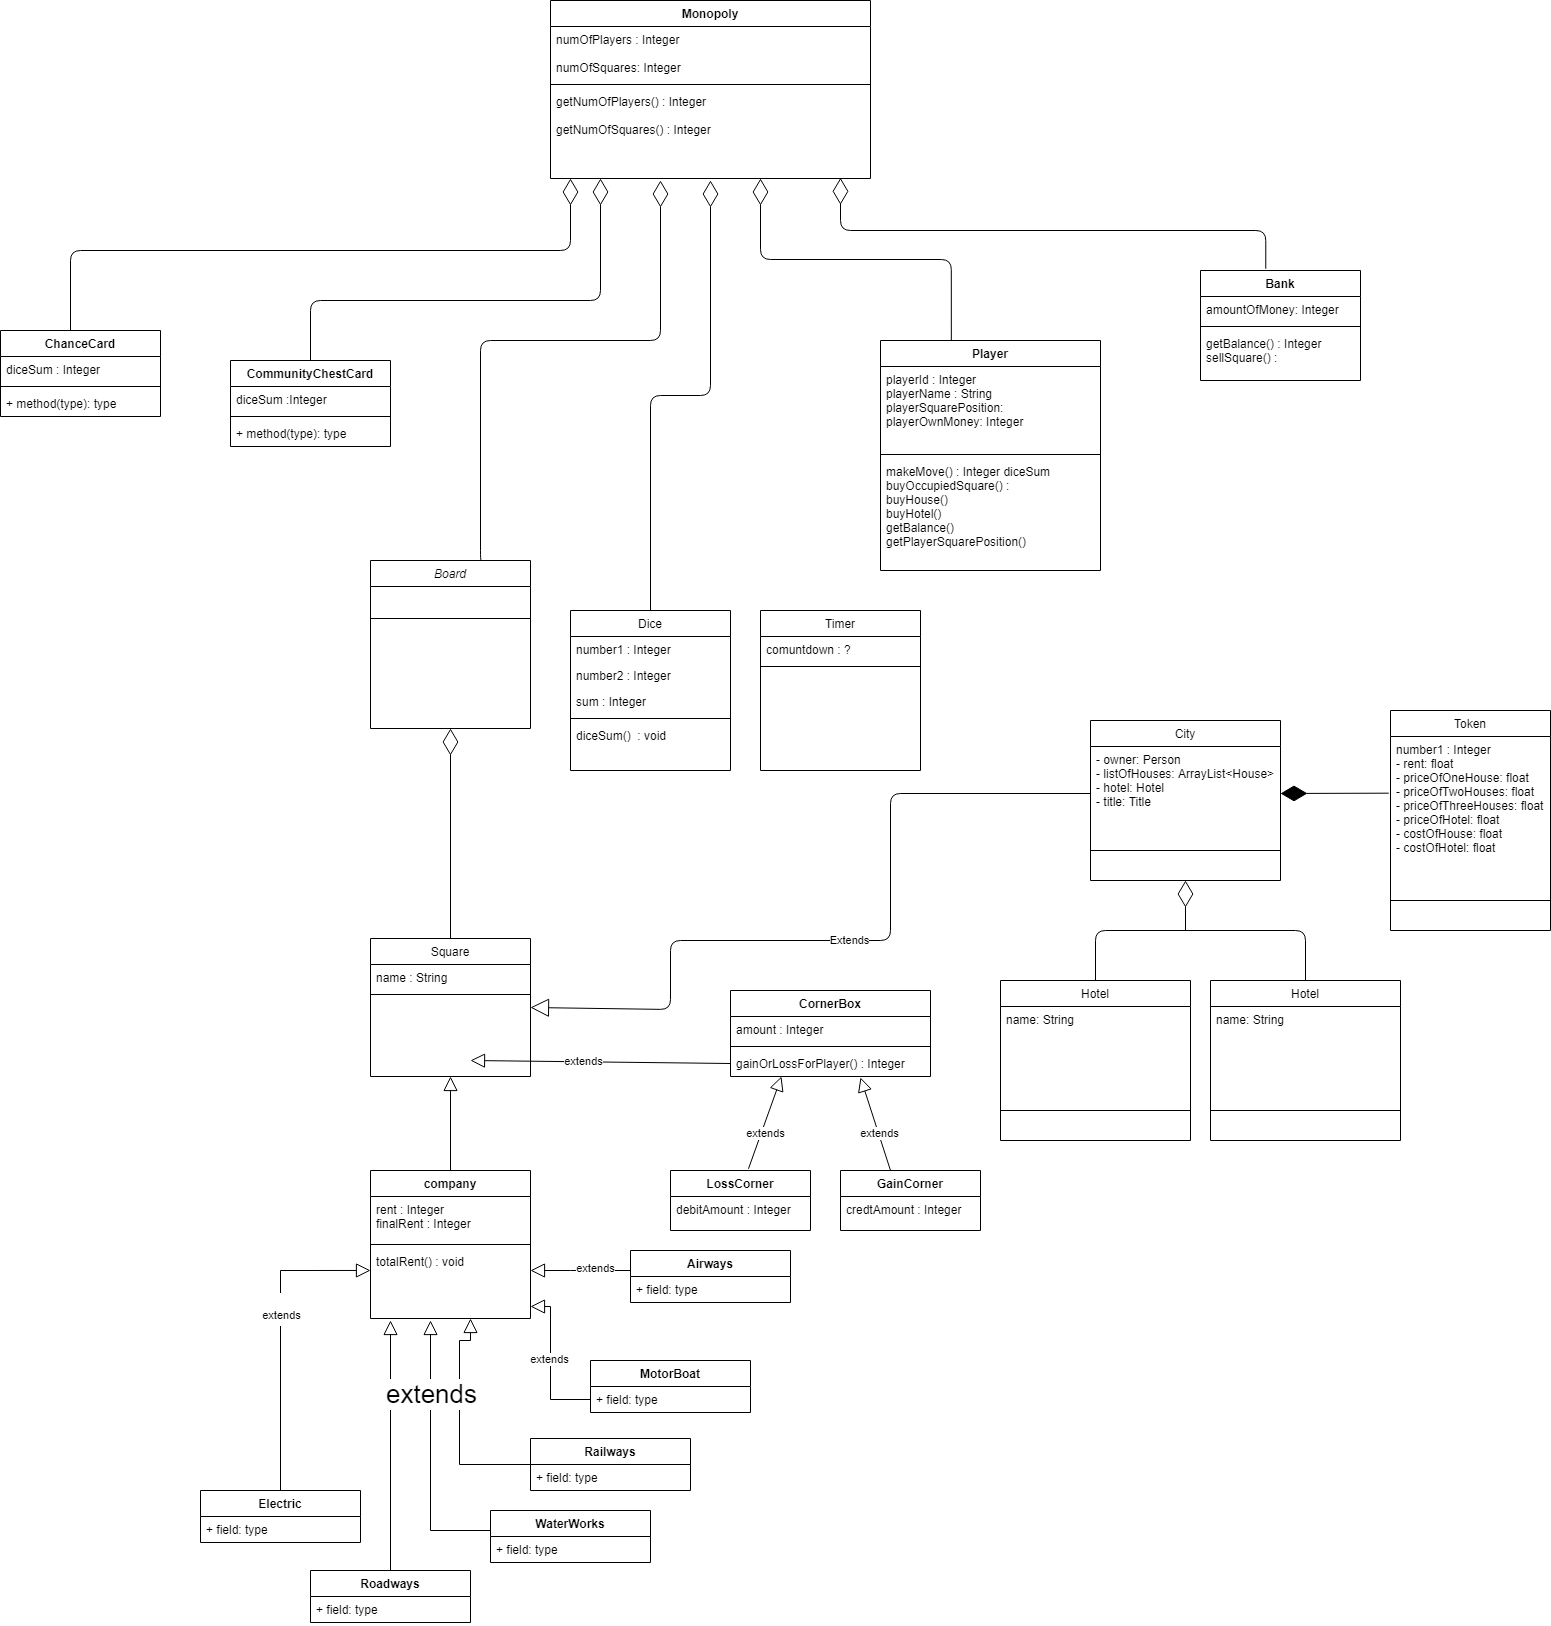 Monopoly
numOfPlayers : Integer
numOfSquares: Integer
getNumOfPlayers() : Integer
getNumOfSquares() : Integer
ChanceCard
diceSum : Integer
+ method(type): type
CommunityChestCard
diceSum :Integer
+ method(type): type
Player
playerId : Integer
playerName : String
playerSquarePosition:
playerOwnMoney: Integer
makeMove() : Integer diceSum
buyOccupiedSquare() :
buyHouse()
buyHotel()
getBalance()
getPlayerSquarePosition()
Bank
amountOfMoney: Integer
getBalance() : Integer
sellSquare() :
Board
Dice
number1 : Integer
number2 : Integer
sum : Integer
diceSum()  : void
Timer
comuntdown : ?
City
- owner: Person
- listOfHouses: ArrayList<House>
- hotel: Hotel
- title: Title
Token
number1 : Integer
- rent: float
- priceOfOneHouse: float
- priceOfTwoHouses: float
- priceOfThreeHouses: float
- priceOfHotel: float
- costOfHouse: float
- costOfHotel: float
Extends
Square
name : String
extends
CornerBox
amount : Integer
gainOrLossForPlayer() : Integer
Hotel
name: String
Hotel
name: String
extends
extends
LossCorner
debitAmount : Integer
GainCorner
credtAmount : Integer
company
rent : Integer
finalRent : Integer
totalRent() : void
extends
Airways
+ field: type
extends
extends
MotorBoat
+ field: type
extends
Railways
+ field: type
Electric
+ field: type
WaterWorks
+ field: type
Roadways
+ field: type